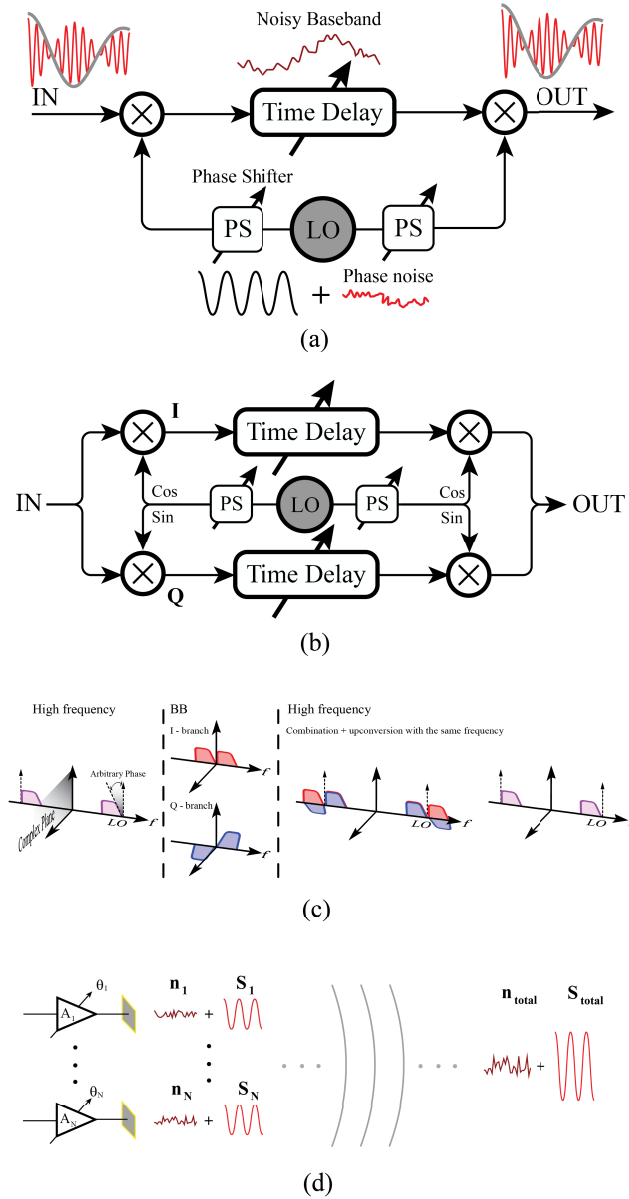 Noisy Baseband
IN
OUT
Time Delay
Phase Shifter
PS
LO
PS
+
Phase noise
(a)
I
Time Delay
Cos
Cos
IN
PS
LO
PS
OUT
Sin
Sin
Time Delay
Q
(b)
High frequency
BB
High frequency
I - branch
Combination + upconversion with the same frequency
Arbitrary Phase
f
LO
f
Complex Plane
Q - branch
f
LO
f
LO
f
(c)
θ1
n1
S1
ntotal
Stotal
A1
+
θN
nN
SN
+
AN
+
(d)